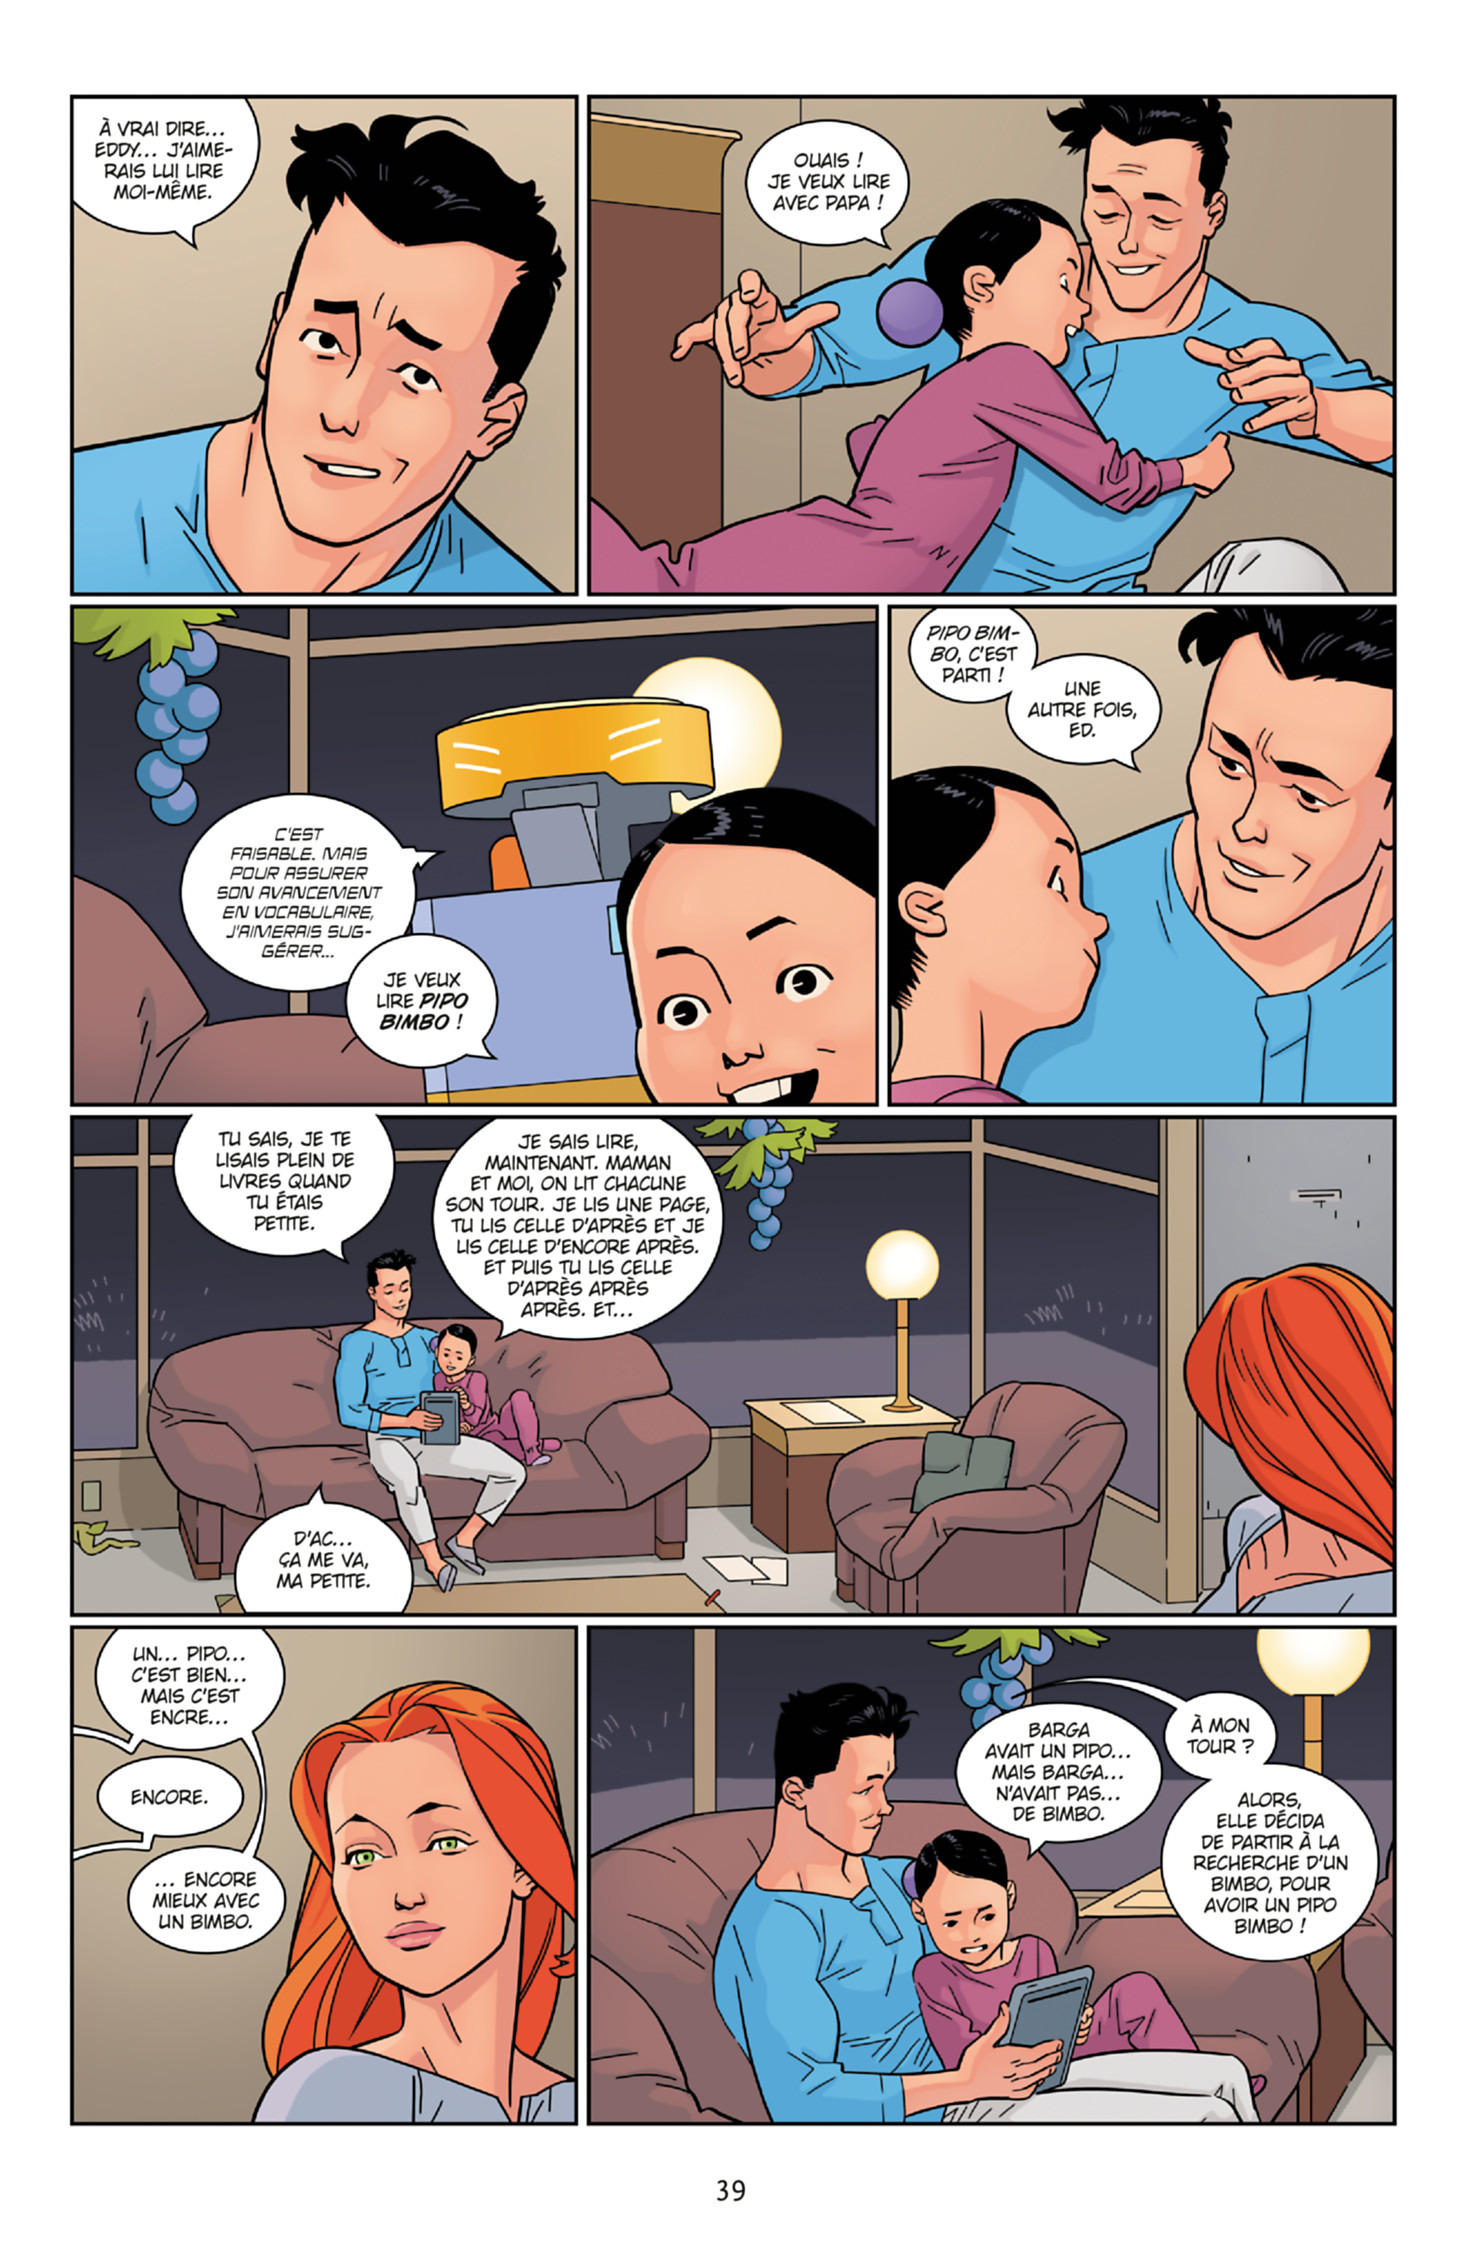 À VRAI DIRE...
EDDY... J'AIME-
RAIS LUI LIRE
MOI-MÊME.
OUAIS !
JE VEUX LIRE
AVEC PAPA !
C'EST
FAISABLE. MAIS
POUR ASSURER
SON AVANCEMENT
EN VOCABULAIRE,
J'AIMERAIS SUG-
GÉRER...
JE VEUX
LIRE PIPO
BIMBO !
PIPO BIM-
BO, C'EST
PARTI !
UNE
AUTRE FOIS,
ED.
TU SAIS, JE TE
LISAIS PLEIN DE
LIVRES QUAND
TU ÉTAIS
PETITE.
JE SAIS LIRE,
MAINTENANT. MAMAN
ET MOI, ON LIT CHACUNE
SON TOUR. JE LIS UNE PAGE,
TU LIS CELLE D'APRÈS ET JE
LIS CELLE D'ENCORE APRÈS.
ET PUIS TU LIS CELLE
D'APRÈS APRÈS
APRÈS. ET...
D'AC...
ÇA ME VA,
MA PETITE.
UN... PIPO...
C'EST BIEN...
MAIS C'EST
ENCRE...
ENCORE.
... ENCORE
MIEUX AVEC
UN BIMBO.
BARGA
AVAIT UN PIPO...
MAIS BARGA...
N'AVAIT PAS...
DE BIMBO.
À MON
TOUR ?
ALORS,
ELLE DÉCIDA
DE PARTIR À LA
RECHERCHE D'UN
BIMBO, POUR
AVOIR UN PIPO
BIMBO !
39